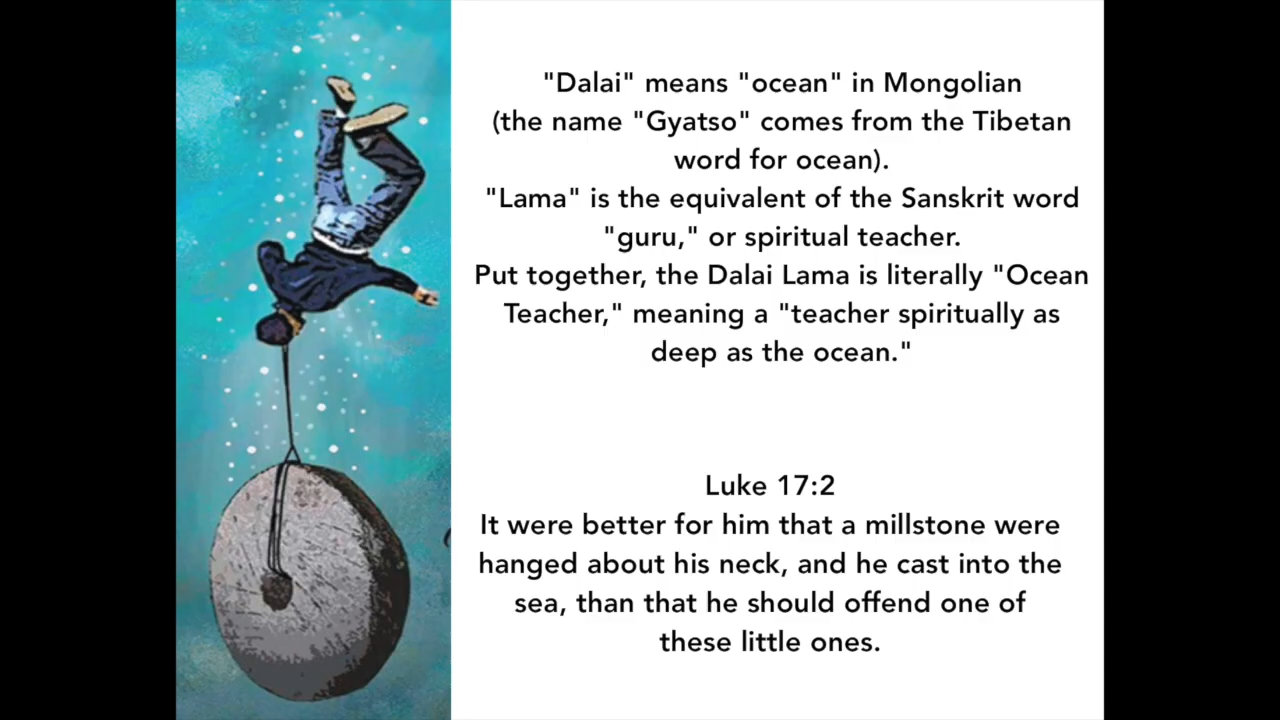 "Dalai" means "ocean" in Mongolian
(the name "Gyatso" comes from the Tibetan
word for ocean).
"Lama" is the equivalent of the Sanskrit word
"guru," or spiritual teacher.
Put together, the Dalai Lama is literally "Ocean
Teacher," meaning a "teacher spiritually as
deep as the ocean."
Luke 17:2
It were better for him that a millstone were
hanged about his neck, and he cast into the
sea, than that he should offend one of
these little ones.